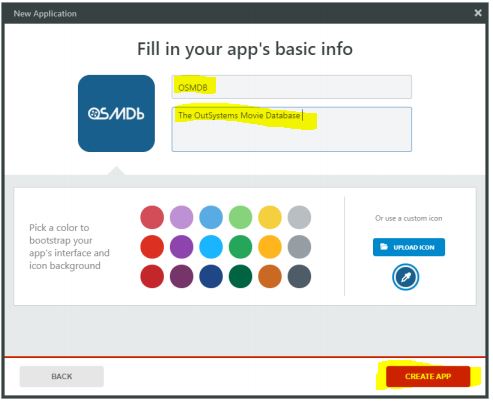 New Application
Fill in your app's basic info
OSMDb
OSMDB
The OutSystems Movie Database
Pick a color to
bootstrap your
app's interface and
icon background
Or use a custom icon
UPLOAD ICON
BACK
CREATE APP